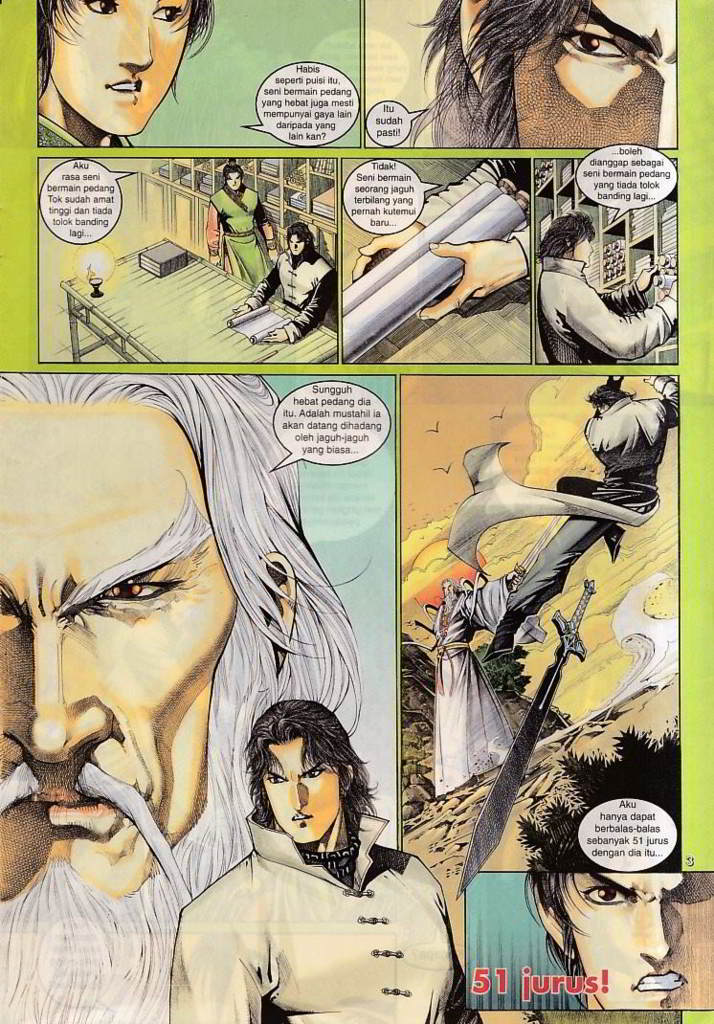 Habis
seperti puisi itu,
seni bermain pedang
yang hebat juga mesti
mempunyai gaya lain
daripada yang
lain kan?
Itu
sudah
pasti!
Aku
rasa seni
bermain pedang
Tok sudah amat
tinggi dan tiada
tolok banding
lagi...
Tidak!
Seni bermain
seorang jaguh
terbilang yang
pernah kutemui
baru...
...boleh
dianggap sebagai
seni bermain pedang
yang tiada tolok
banding lagi...
Sungguh
hebat pedang dia
itu. Adalah mustahil ia
akan datang dihadang
oleh jaguh-jaguh
yang biasa...
Aku
hanya dapat
berbalas-balas
sebanyak 51 jurus
dengan dia itu...
3
51 jurus!